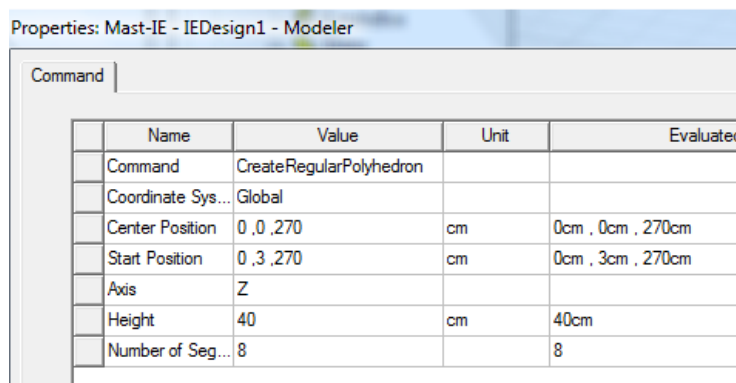 Properties: Mast-IE - IEDesign1 - Modeler
Command
Name Value Unit Evaluated
Command CreateRegularPolyhedron
Coordinate Sys... Global
Center Position 0 ,0 ,270 cm 0cm , 0cm , 270cm
Start Position 0 ,3 ,270 cm 0cm , 3cm , 270cm
Axis Z
Height 40 cm 40cm
Number of Seg... 8 8